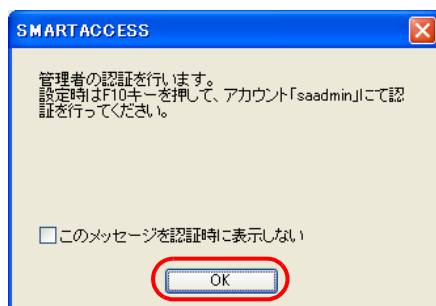 SMARTACCESS
管理者の認証を行います。
設定時はF10キーを押して、アカウント「saadmin」にて認
証を行ってください。
このメッセージを認証時に表示しない
OK